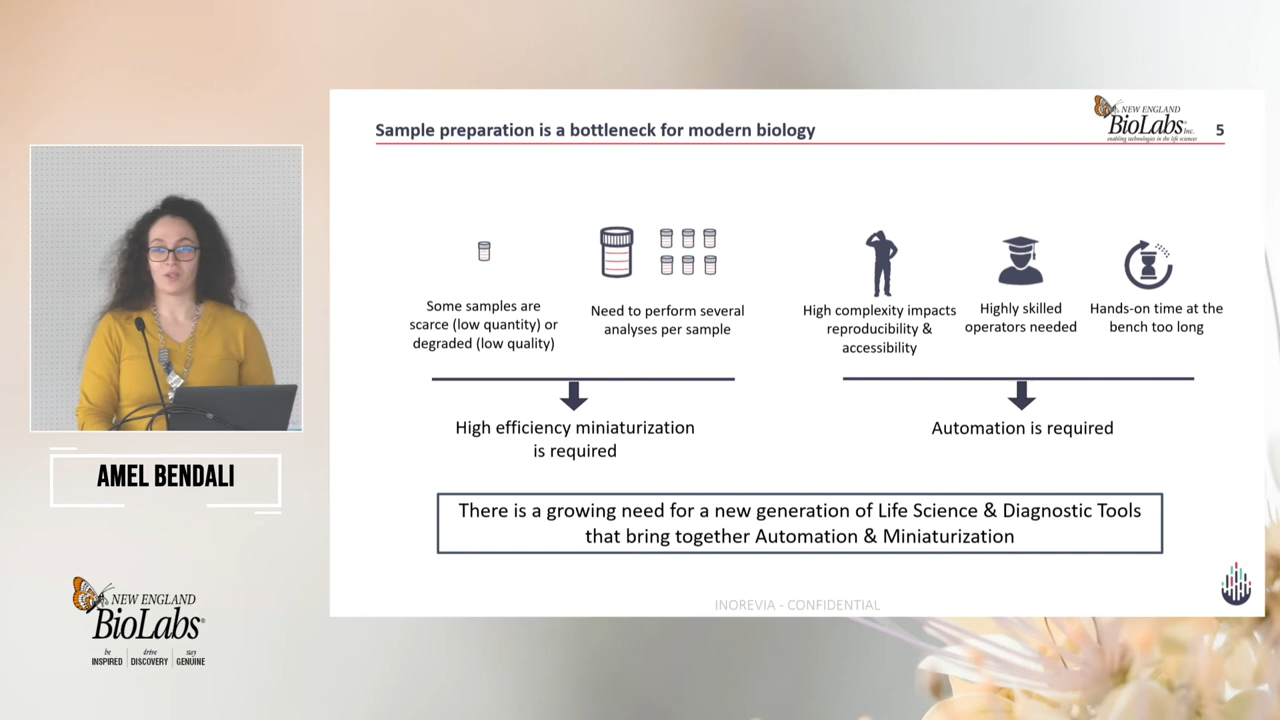 Sample preparation is a bottleneck for modern biology
NEW ENGLAND
BioLabs Inc.
enabling technologies in the life sciences
5
Some samples are
scarce (low quantity) or
degraded (low quality)
Need to perform several
analyses per sample
High complexity impacts
reproducibility &
accessibility
Highly skilled
operators needed
Hands-on time at the
bench too long
High efficiency miniaturization
is required
Automation is required
There is a growing need for a new generation of Life Science & Diagnostic Tools
that bring together Automation & Miniaturization
INOREVIA - CONFIDENTIAL
AMEL BENDALI
NEW ENGLAND
BioLabs®
be INSPIRED drive DISCOVERY stay GENUINE